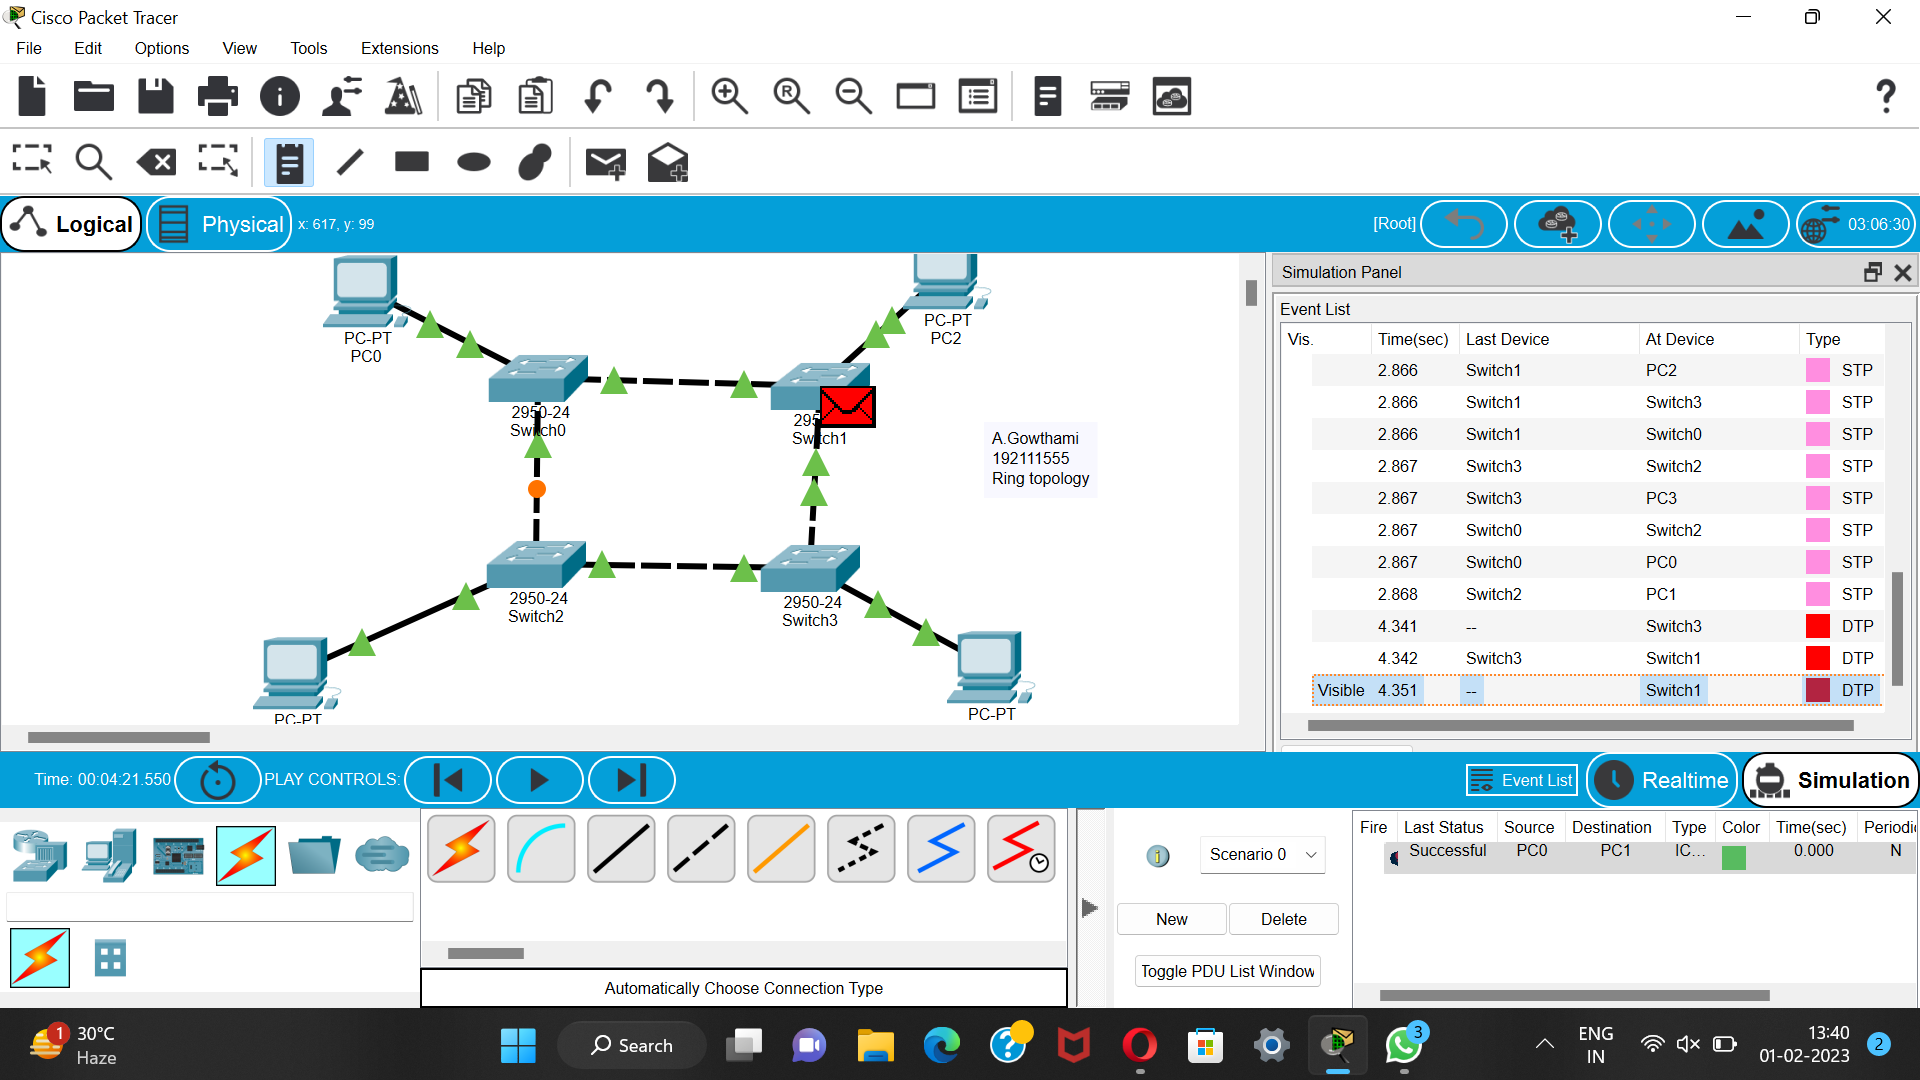 Cisco Packet Tracer
File Edit Options View Tools Extensions Help
Logical Physical x: 617, y: 99 [Root] 03:06:30
PC-PT
PC0
PC-PT
PC2
2950-24
Switch0
Switch1
A.Gowthami
192111555
Ring topology
2950-24
Switch2
2950-24
Switch3
PC-PT
PC-PT
Simulation Panel
Event List
Vis. Time(sec) Last Device At Device Type
2.866 Switch1 PC2 STP
2.866 Switch1 Switch3 STP
2.866 Switch1 Switch0 STP
2.867 Switch3 Switch2 STP
2.867 Switch3 PC3 STP
2.867 Switch0 Switch2 STP
2.867 Switch0 PC0 STP
2.868 Switch2 PC1 STP
4.341 -- Switch3 DTP
4.342 Switch3 Switch1 DTP
Visible 4.351 -- Switch1 DTP
Time: 00:04:21.550 PLAY CONTROLS: Event List Realtime Simulation
Automatically Choose Connection Type
Scenario 0
New Delete
Toggle PDU List Window
Fire Last Status Source Destination Type Color Time(sec) Periodi
Successful PC0 PC1 IC... 0.000 N
1 30°C
Haze
Search
3
ENG
IN
13:40
01-02-2023
2